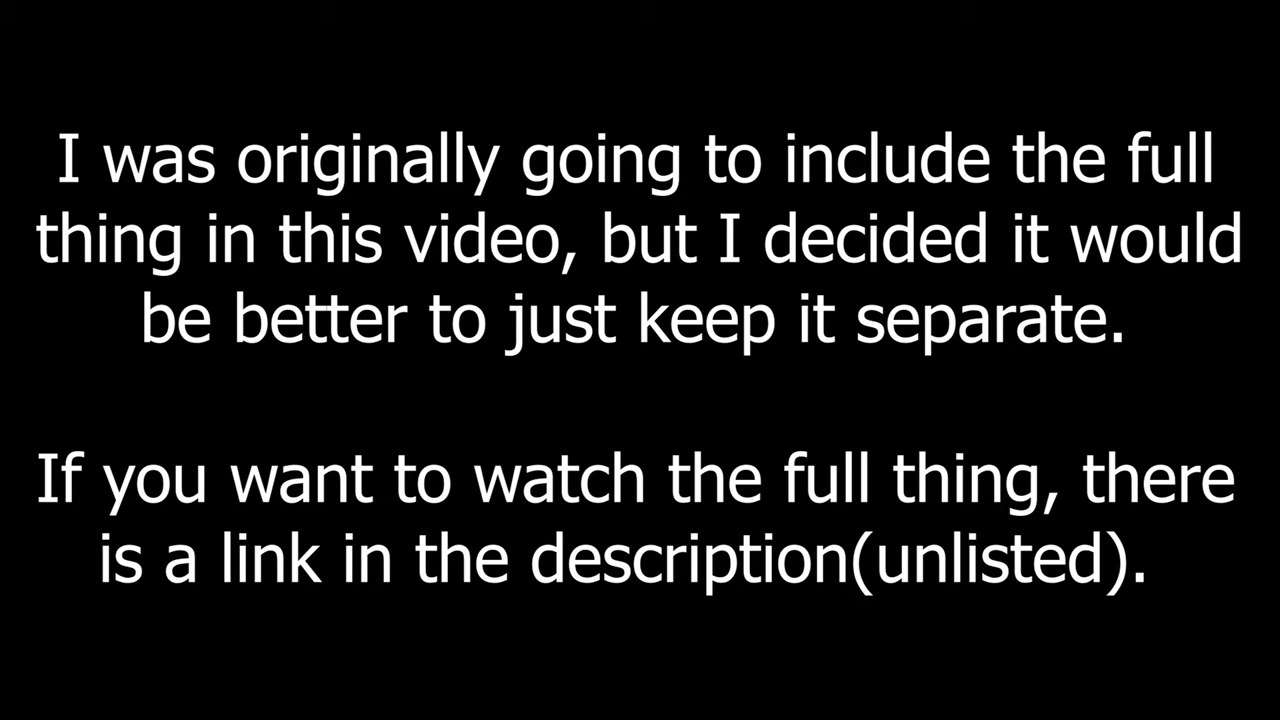 I was originally going to include the full
thing in this video, but I decided it would
be better to just keep it separate.
If you want to watch the full thing, there
is a link in the description(unlisted).